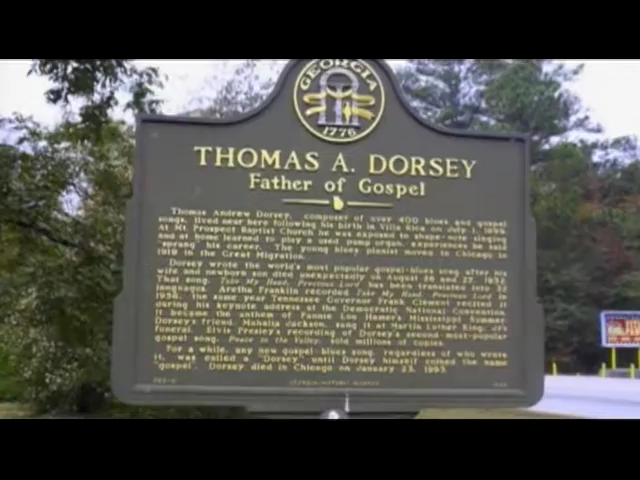 GEORGIA
1776
THOMAS A. DORSEY
Father of Gospel
Thomas Andrew Dorsey, composer of over 400 blues and gospel
songs, lived near here following his birth in Villa Rica on July 1, 1899.
At Mt. Prospect Baptist Church he was exposed to shape-note singing
and at home learned to play a used pump organ, experiences he said
"sprang" his career. The young blues pianist moved to Chicago in
1919 in the Great Migration.
Dorsey wrote the world's most popular gospel-blues song after his
wife and newborn son died unexpectedly on August 26 and 27, 1932.
That song, Take My Hand, Precious Lord has been translated into 32
languages. Aretha Franklin recorded Take My Hand, Precious Lord in
1956, the same year Tennessee Governor Frank Clement recited it
during his keynote address at the Democratic National Convention.
It became the anthem of Fannie Lou Hamer's Mississippi Summer.
Dorsey's friend, Mahalia Jackson, sang it at Martin Luther King, Jr.'s
funeral. Elvis Presley's recording of Dorsey's second most-popular
gospel song, Peace in the Valley, sold millions of copies.
For a while, any new gospel-blues song, regardless of who wrote
it, was called a "Dorsey" until Dorsey himself coined the name
"gospel". Dorsey died in Chicago on January 23, 1993.
GEORGIA HISTORIC MARKER